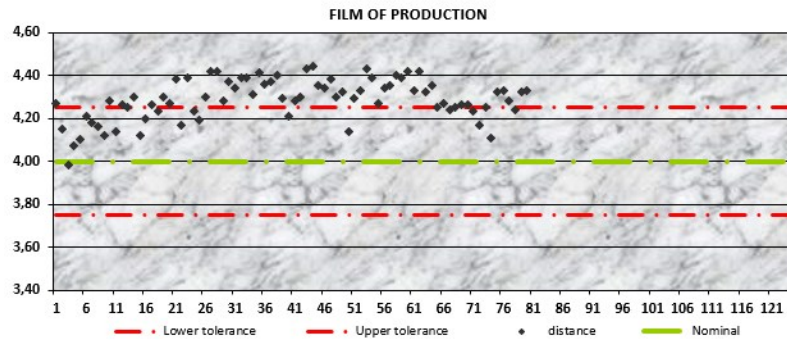 FILM OF PRODUCTION
4,60
4,40
4,20
4,00
3,80
3,60
3,40
1 6 11 16 21 26 31 36 41 46 51 56 61 66 71 76 81 86 91 96 101 106 111 116 121
Lower tolerance Upper tolerance distance Nominal